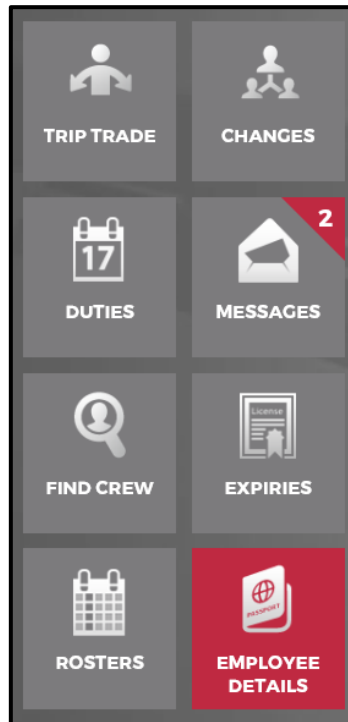 TRIP TRADE
CHANGES
17
DUTIES
2
MESSAGES
FIND CREW
License
EXPIRIES
ROSTERS
PASSPORT
EMPLOYEE
DETAILS